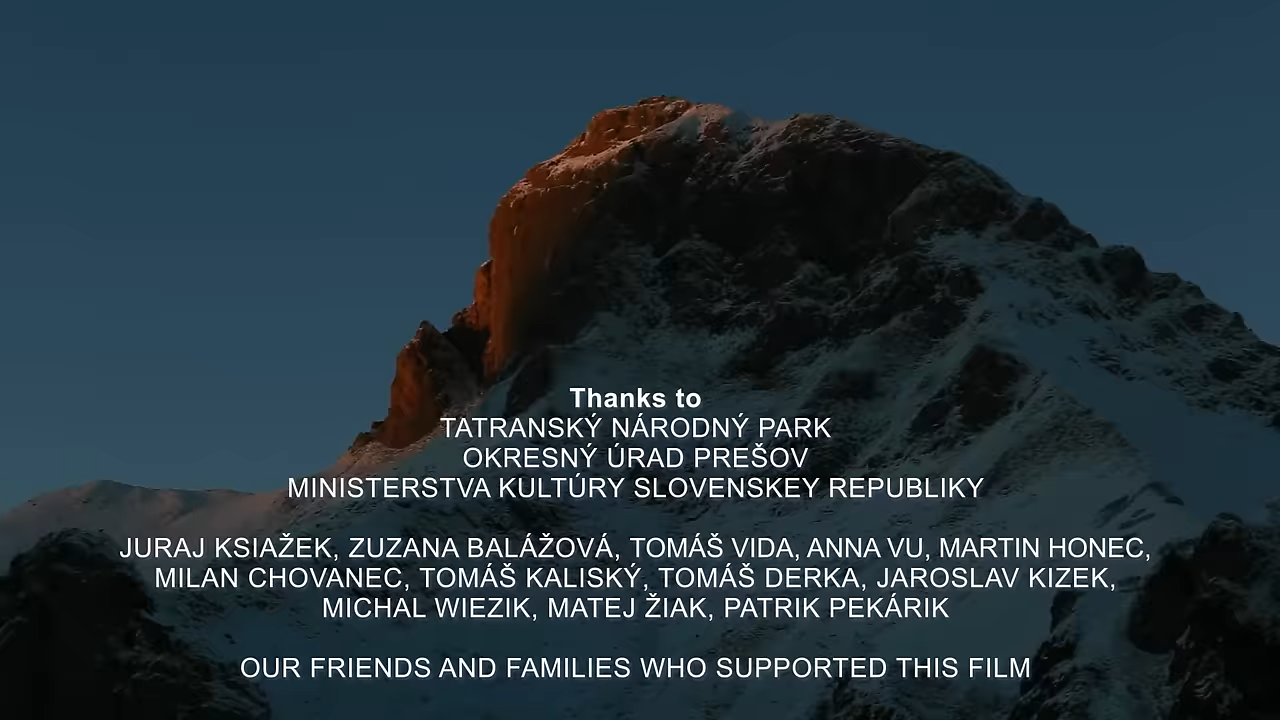 Thanks to
TATRANSKÝ NÁRODNÝ PARK
OKRESNÝ ÚRAD PREŠOV
MINISTERSTVA KULTÚRY SLOVENSKEY REPUBLIKY
JURAJ KSIAŽEK, ZUZANA BALÁŽOVÁ, TOMÁŠ VIDA, ANNA VU, MARTIN HONEC,
MILAN CHOVANEC, TOMÁŠ KALISKÝ, TOMÁŠ DERKA, JAROSLAV KIZEK,
MICHAL WIEZIK, MATEJ ŽIAK, PATRIK PEKÁRIK
OUR FRIENDS AND FAMILIES WHO SUPPORTED THIS FILM